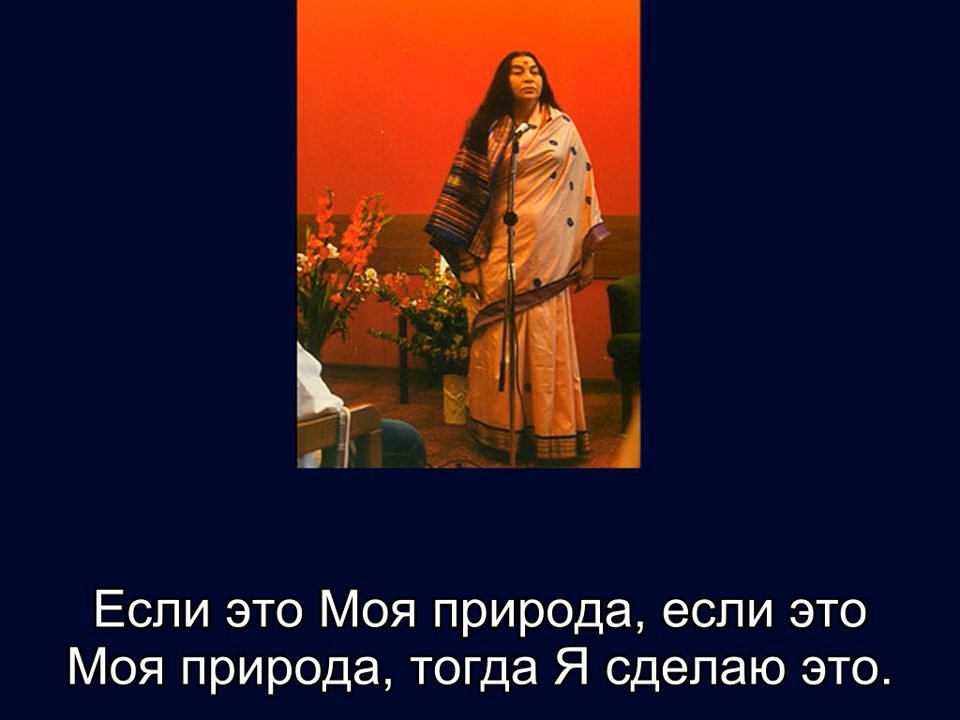 Если это Моя природа, если это
Моя природа, тогда Я сделаю это.